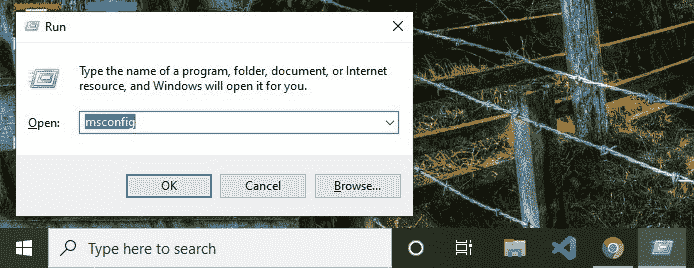 Run
Type the name of a program, folder, document, or Internet
resource, and Windows will open it for you.
Open:
msconfig
OK
Cancel
Browse...
Type here to search